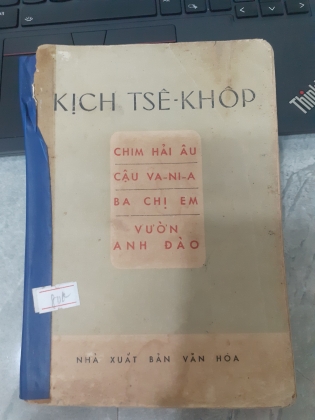 KỊCH TSÊ-KHỐP
CHIM HẢI ÂU
CẬU VA-NI-A
BA CHỊ EM
VƯỜN
ANH ĐÀO
NHÀ XUẤT BẢN VĂN HÓA
Think